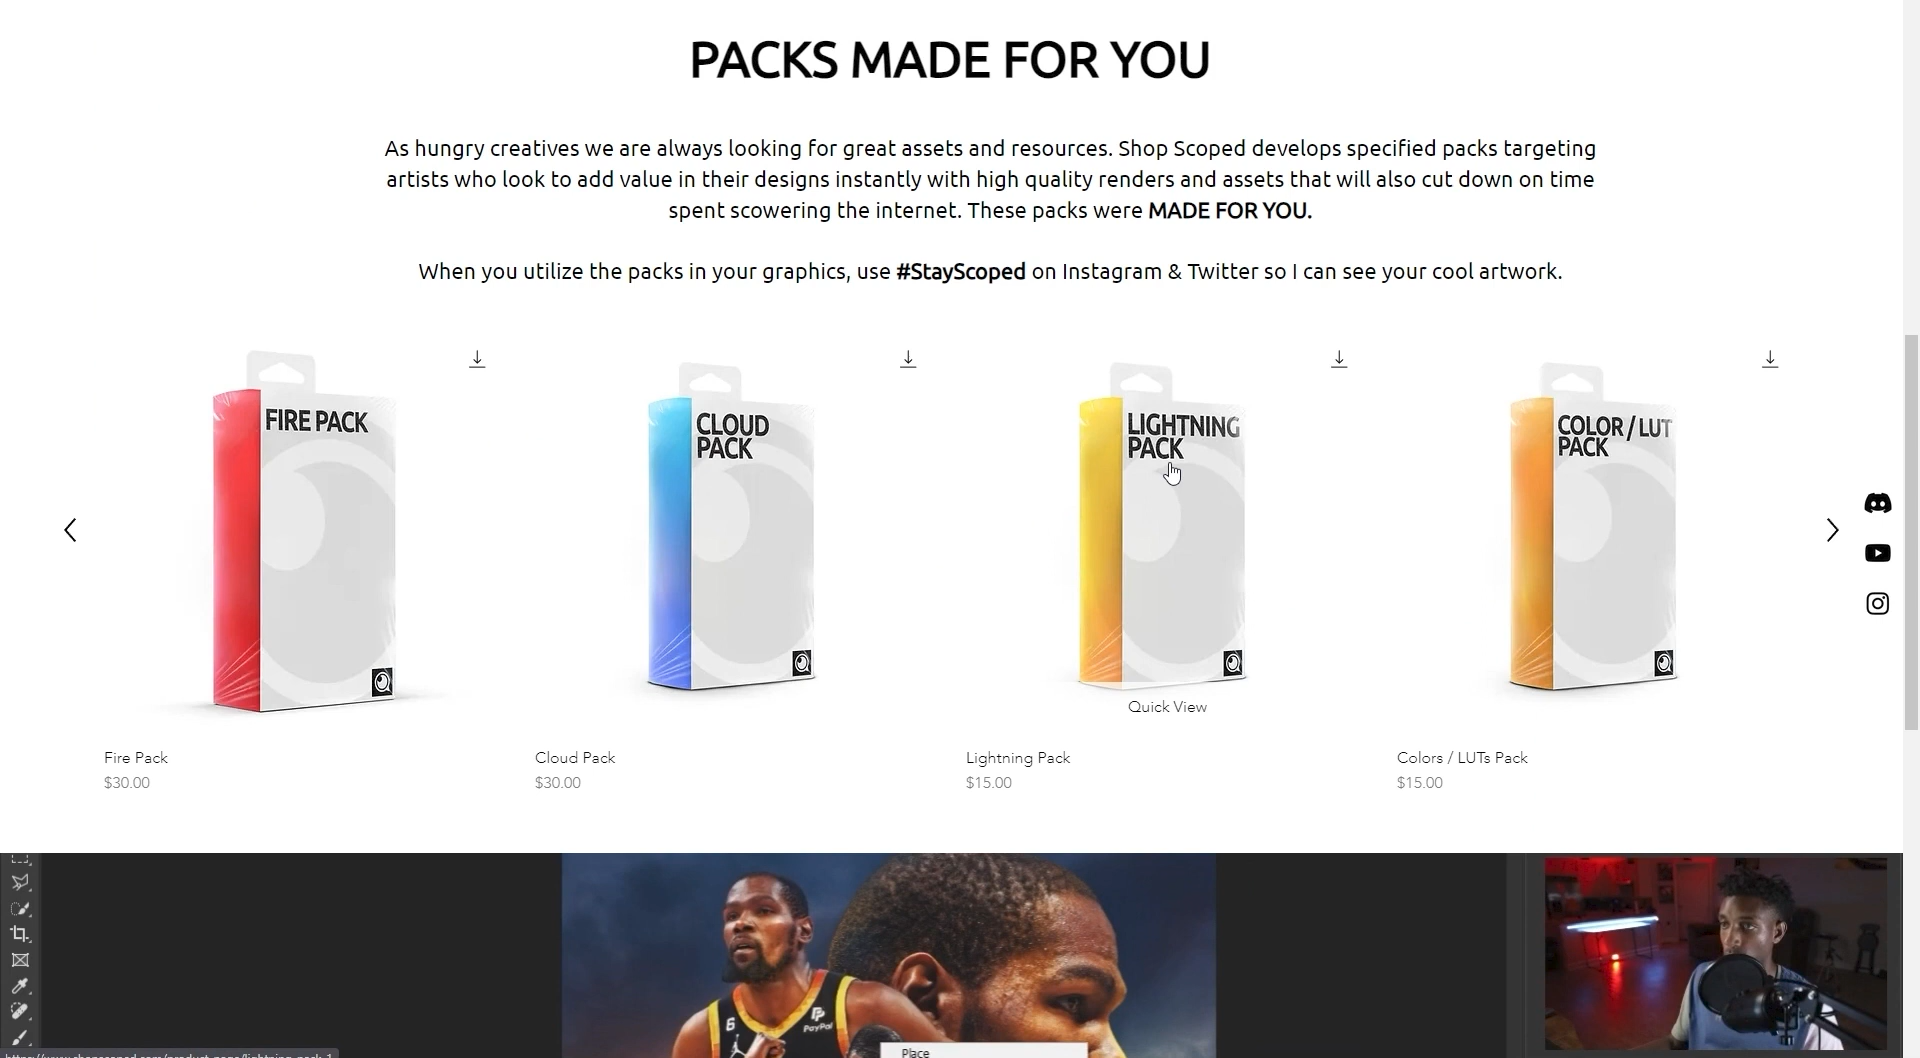 PACKS MADE FOR YOU
As hungry creatives we are always looking for great assets and resources. Shop Scoped develops specified packs targeting
artists who look to add value in their designs instantly with high quality renders and assets that will also cut down on time
spent scowering the internet. These packs were MADE FOR YOU.
When you utilize the packs in your graphics, use #StayScoped on Instagram & Twitter so I can see your cool artwork.
FIRE PACK
CLOUD
PACK
LIGHTNING
PACK
COLOR / LUT
PACK
Quick View
Fire Pack
$30.00
Cloud Pack
$30.00
Lightning Pack
$15.00
Colors / LUTs Pack
$15.00
6
PayPal
Place